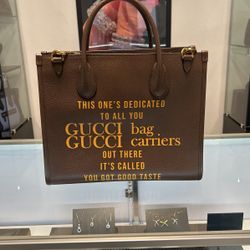 THIS ONE'S DEDICATED
TO ALL YOU
GUCCI bag
GUCCI carriers
OUT THERE
IT'S CALLED
YOU GOT GOOD TASTE